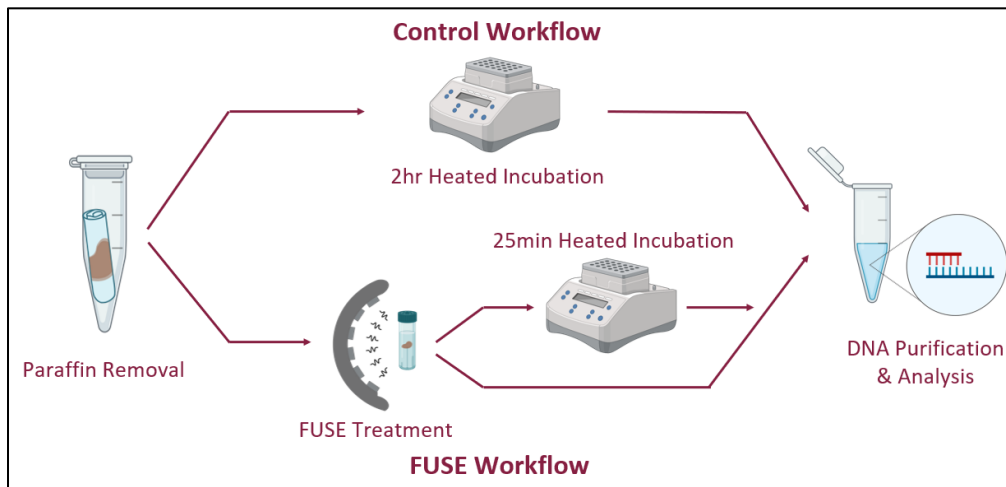 Control Workflow
2hr Heated Incubation
25min Heated Incubation
Paraffin Removal
FUSE Treatment
DNA Purification
& Analysis
FUSE Workflow